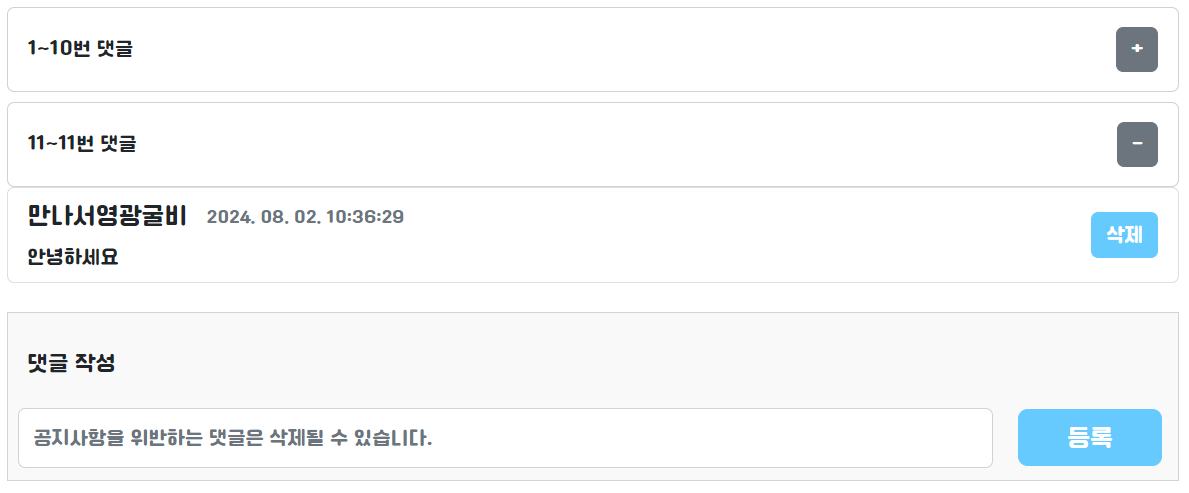 1~10번 댓글
+
11~11번 댓글
-
만나서영광굴비 2024. 08. 02. 10:36:29
안녕하세요
삭제
댓글 작성
공지사항을 위반하는 댓글은 삭제될 수 있습니다.
등록